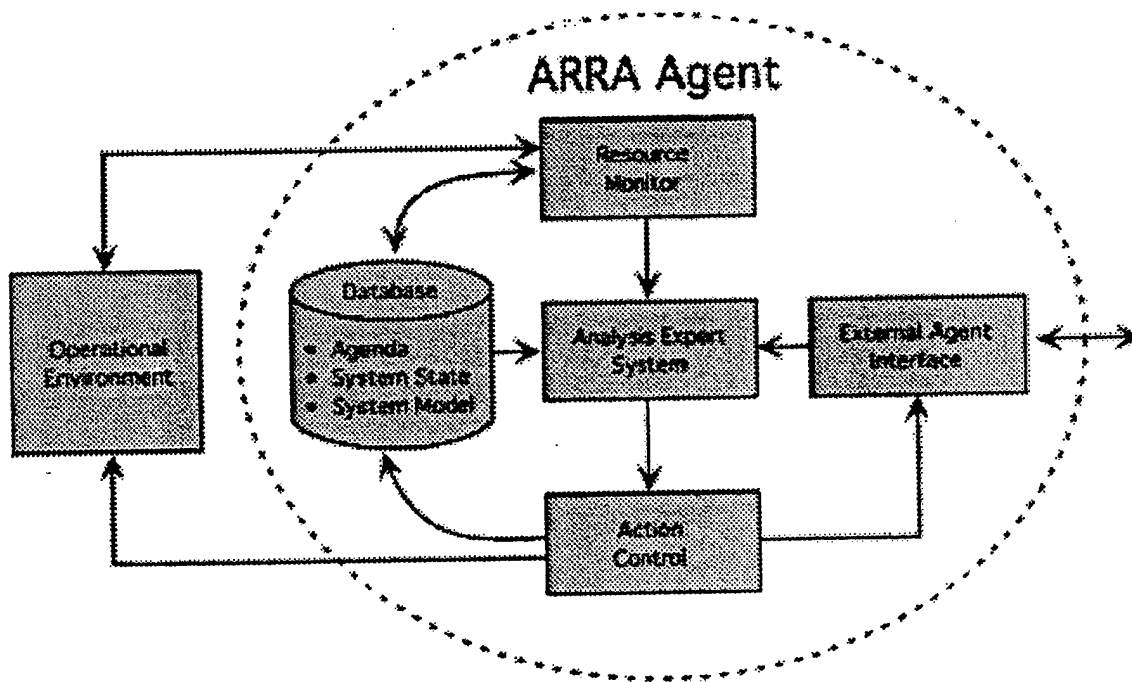 ARRA Agent
Resource
Monitor
Database
• Agenda
• System State
• System Model
Operational
Environment
Analysis Expert
System
External Agent
Interface
Action
Control